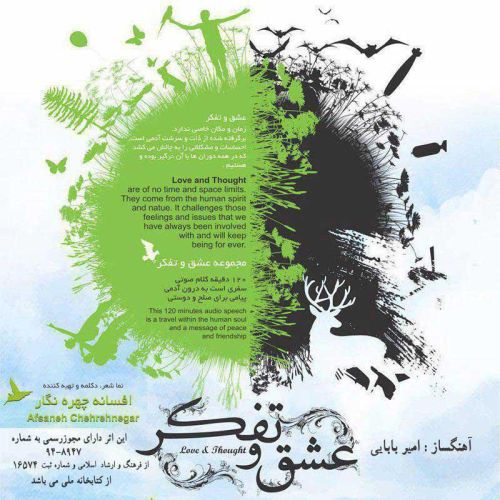 عشق و تفکر
زمان و مکان خاصی ندارد.
برگرفته شده از ذات و سرشت آدمی است.
احساسات و مشکلاتی را به چالش می کشد
که در همه دوران ها با آن درگیر بوده و
هستیم.
Love and Thought
are of no time and space limits.
They come from the human spirit
and natue. It challenges those
feelings and issues that we
have always been involved
with and will keep
being for ever.
مجموعه عشق و تفکر
۱۲۰ دقیقه کلام صوتی
سفری است به درون آدمی
پیامی برای صلح و دوستی
This 120 minutes audio speech
is a travel within the human soul
and a message of peace
and friendship
نما شعر، دکلمه و تهیه کننده
افسانه چهره نگار
Afsaneh Chehrehnegar
این اثر دارای مجوزرسمی به شماره
۹۴-۸۹۴۷
از فرهنگ و ارشاد اسلامی و شماره ثبت ۱۶۵۷۴
از کتابخانه ملی می باشد
عشق و تفکر
Love & Thought
آهنگساز : امیر بابایی